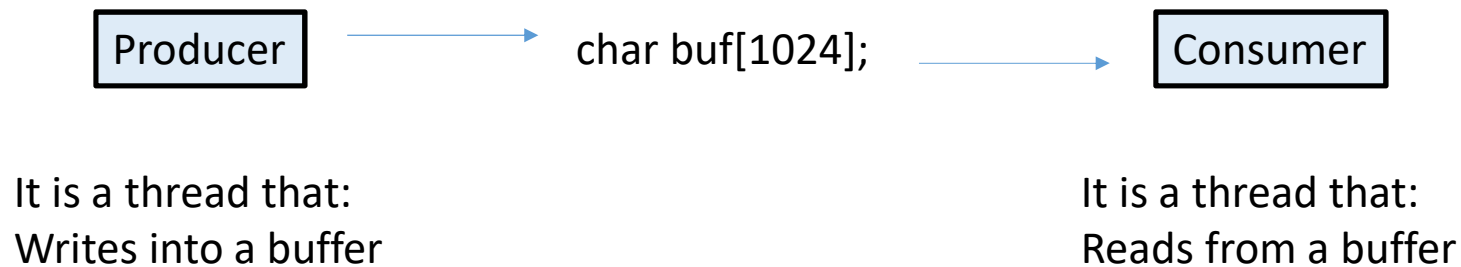 Producer
char buf[1024];
Consumer
It is a thread that:
Writes into a buffer
It is a thread that:
Reads from a buffer